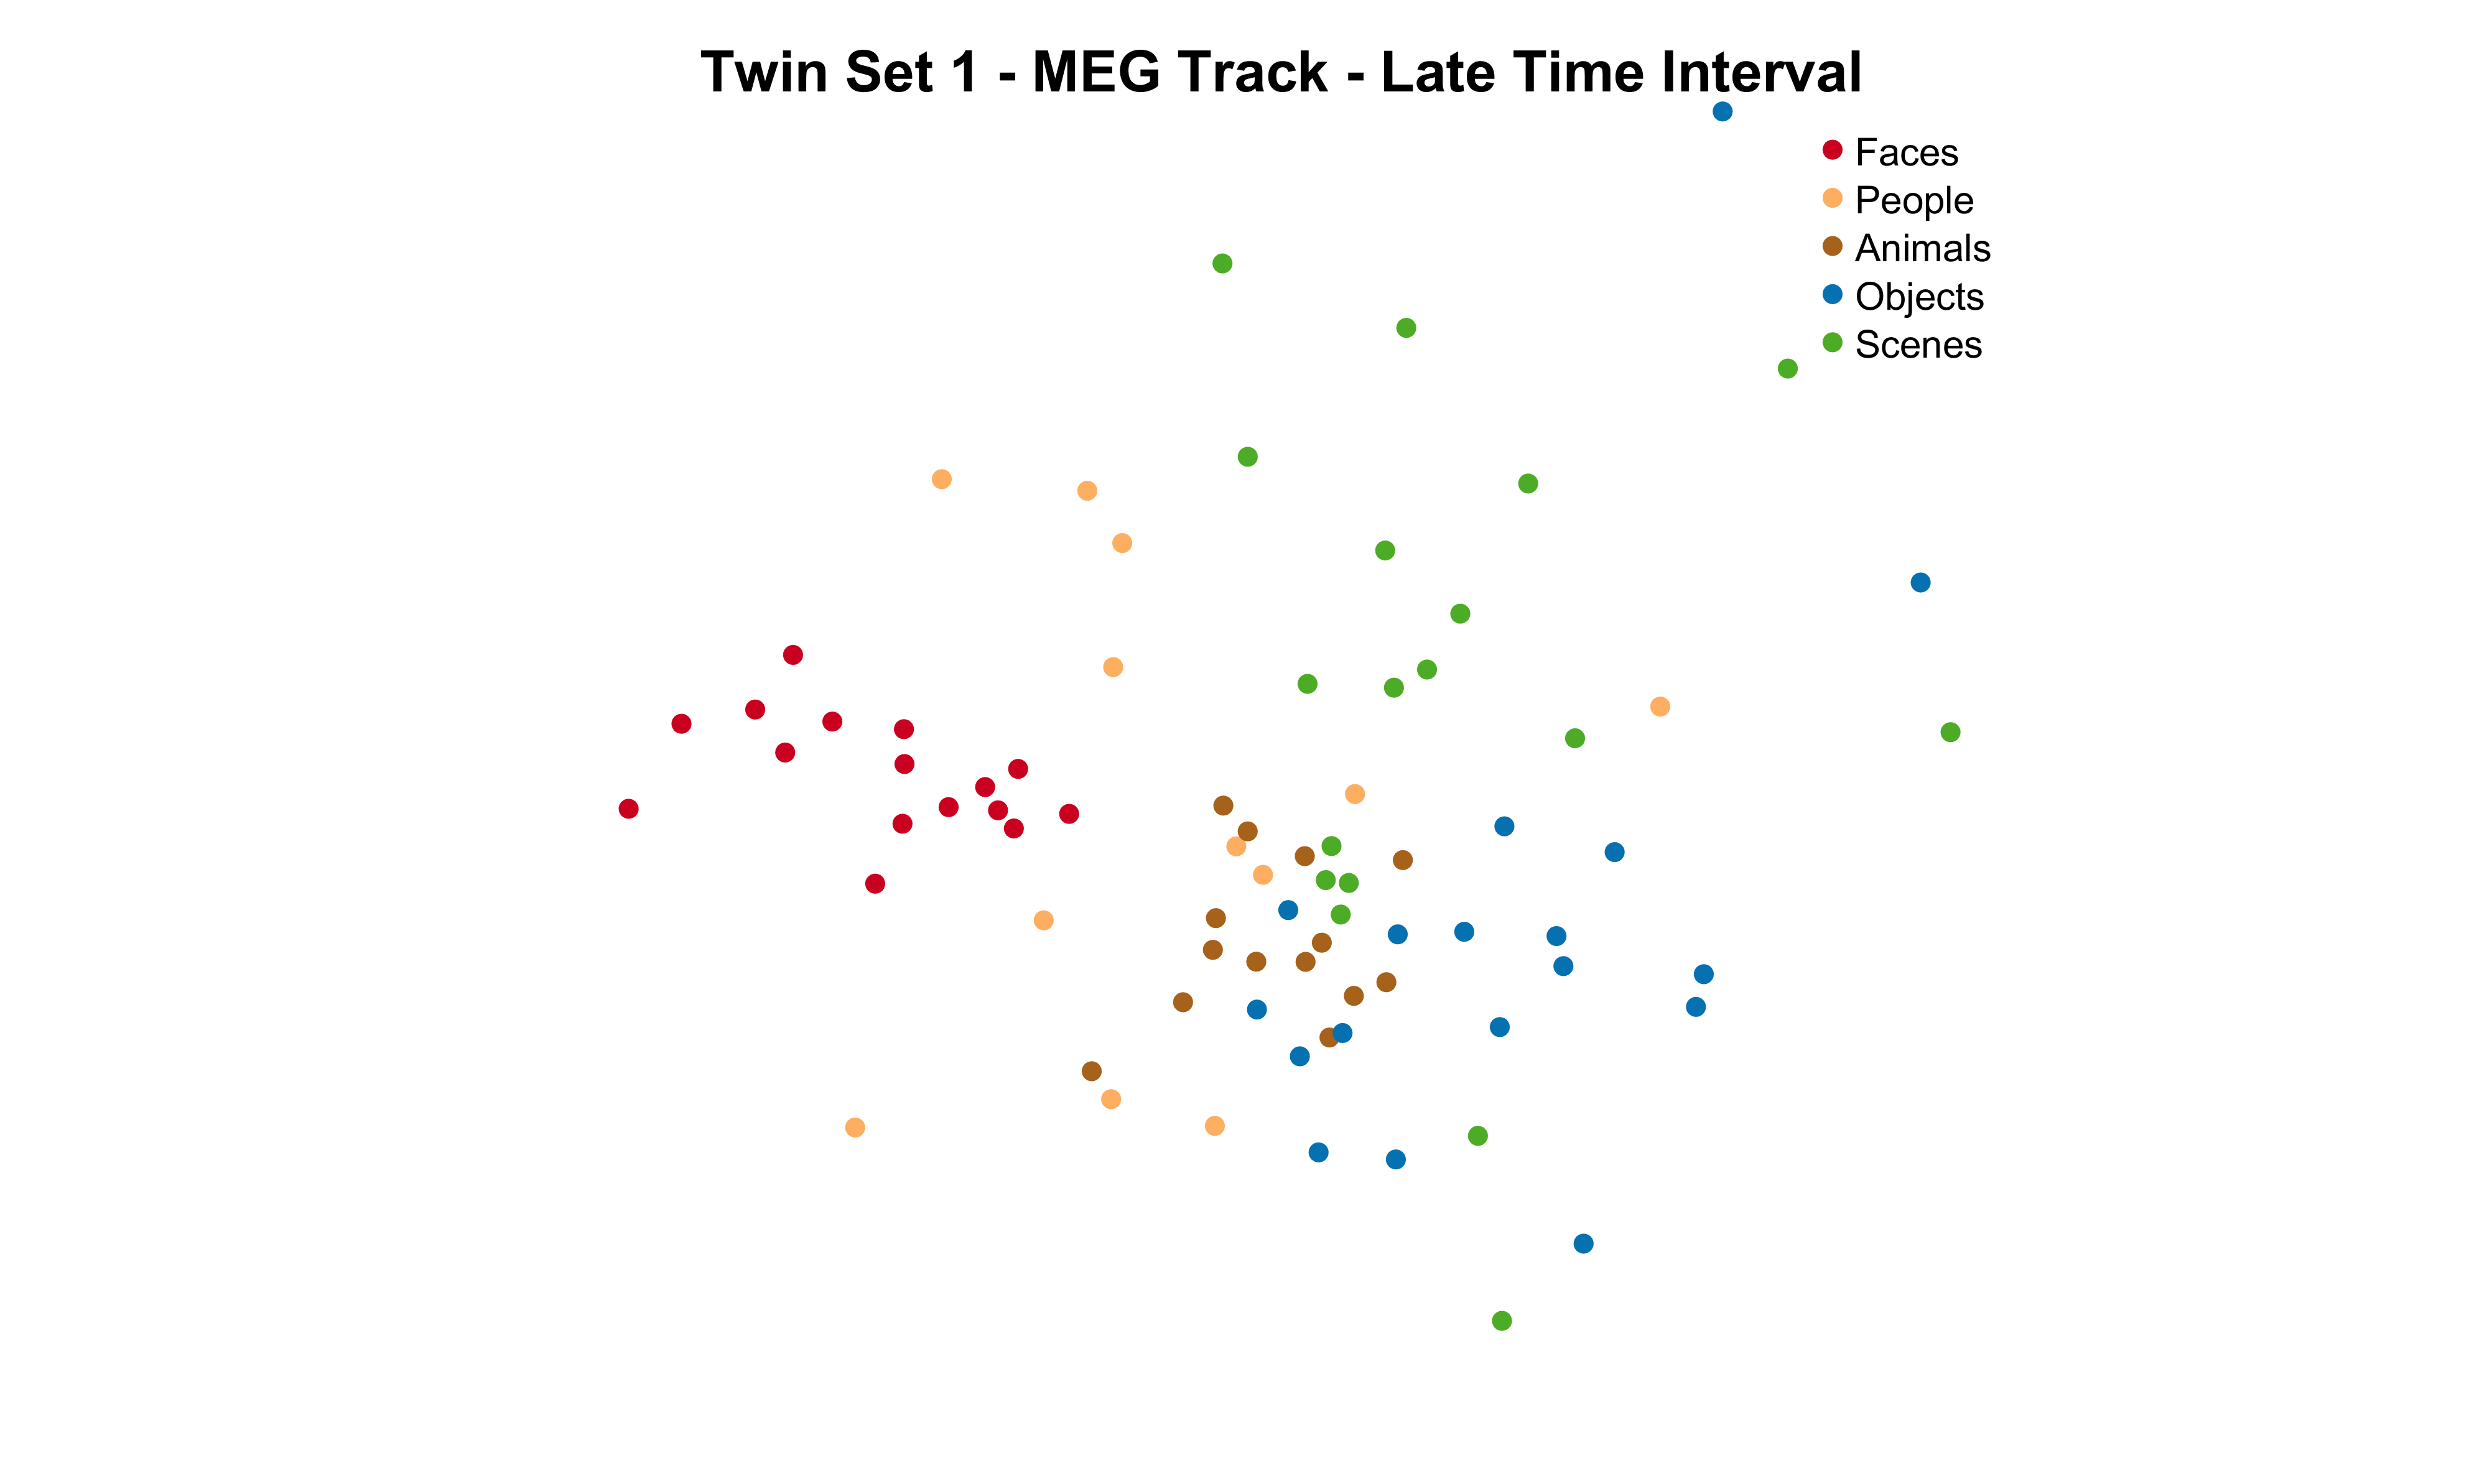 Twin Set 1 - MEG Track - Late Time Interval
Faces
People
Animals
Objects
Scenes